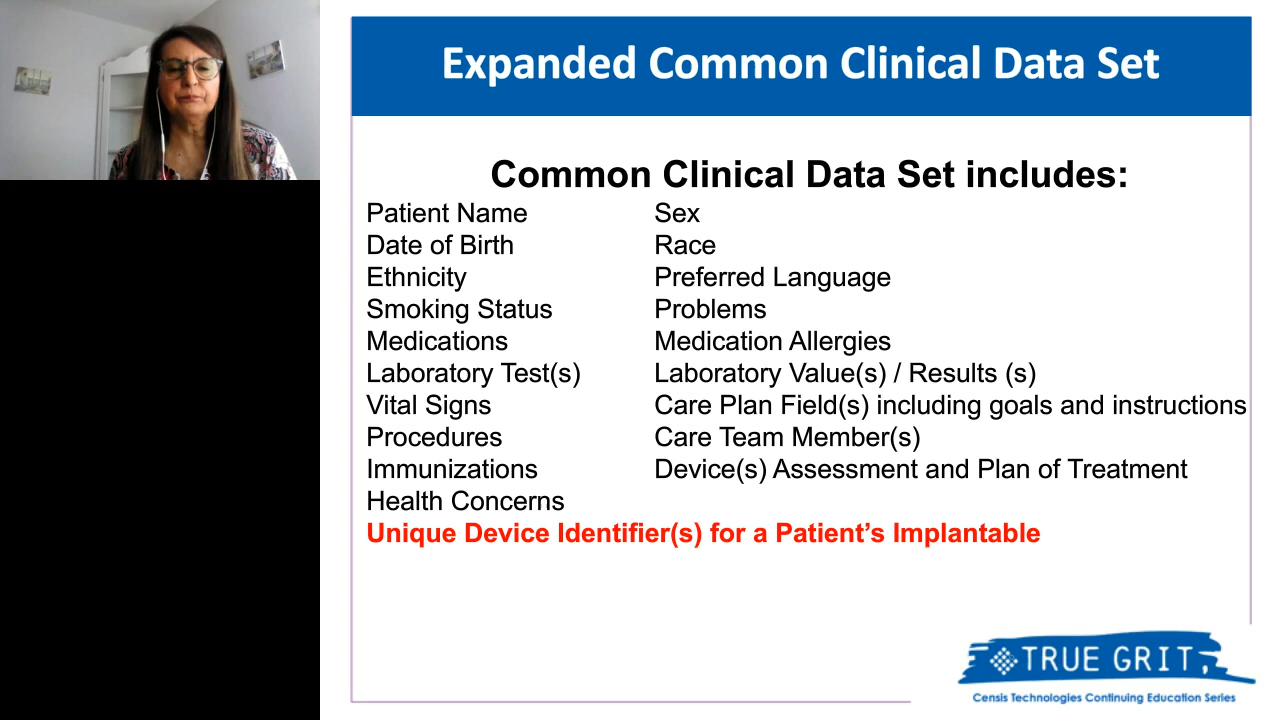 Expanded Common Clinical Data Set
Common Clinical Data Set includes:
Patient Name Sex
Date of Birth Race
Ethnicity Preferred Language
Smoking Status Problems
Medications Medication Allergies
Laboratory Test(s) Laboratory Value(s) / Results (s)
Vital Signs Care Plan Field(s) including goals and instructions
Procedures Care Team Member(s)
Immunizations Device(s) Assessment and Plan of Treatment
Health Concerns
Unique Device Identifier(s) for a Patient’s Implantable
TRUE GRIT
Censis Technologies Continuing Education Series